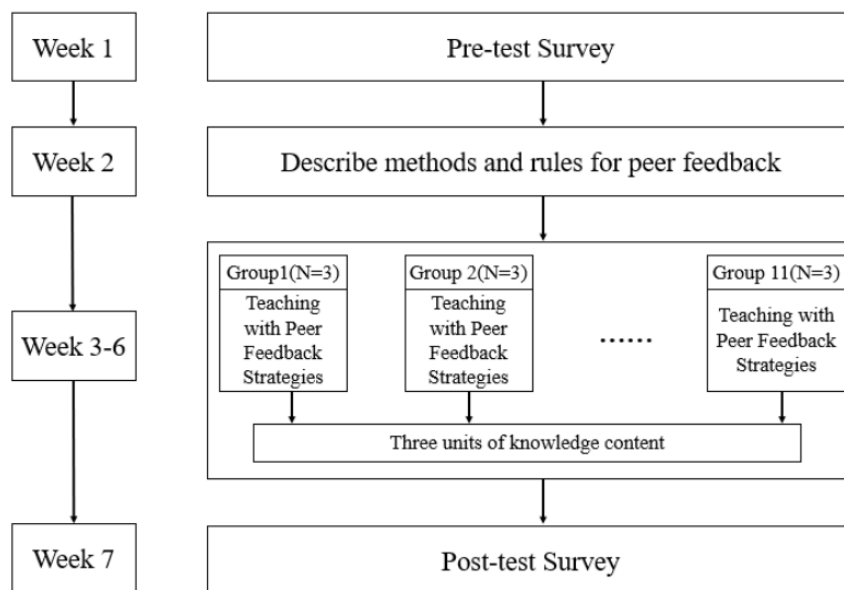 Week 1
Pre-test Survey
Week 2
Describe methods and rules for peer feedback
Week 3-6
Group1(N=3)
Teaching
with Peer
Feedback
Strategies
Group 2(N=3)
Teaching
with Peer
Feedback
Strategies
......
Group 11(N=3)
Teaching with
Peer Feedback
Strategies
Three units of knowledge content
Week 7
Post-test Survey